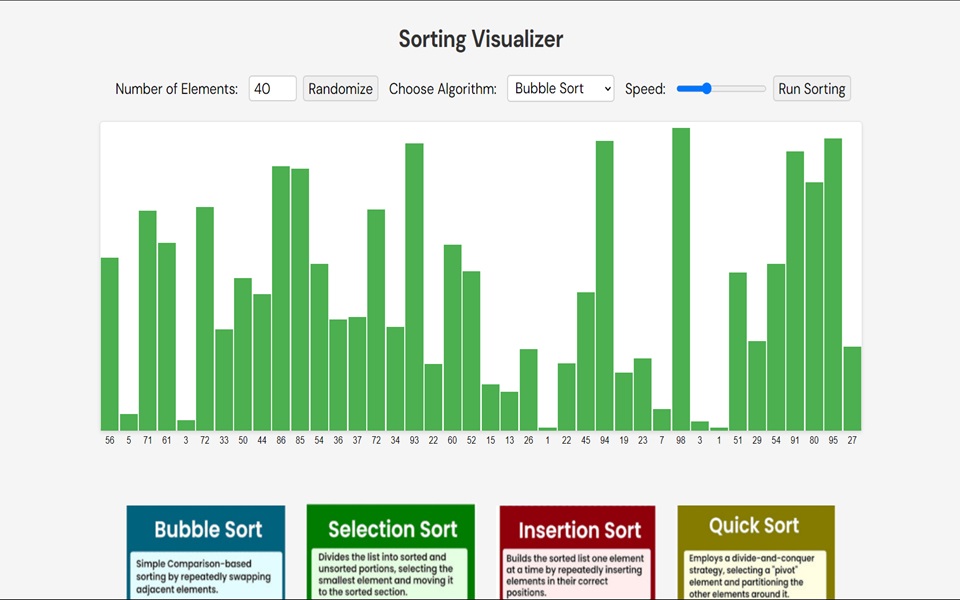 Sorting Visualizer
Number of Elements: 40 Randomize Choose Algorithm: Bubble Sort Speed: Run Sorting
56 5 71 61 3 72 33 50 44 86 85 54 36 37 72 34 93 22 60 52 15 13 26 1 22 45 94 19 23 7 98 3 1 51 29 54 91 80 95 27
Bubble Sort
Simple Comparison-based
sorting by repeatedly swapping
adjacent elements.
Selection Sort
Divides the list into sorted and
unsorted portions, selecting the
smallest element and moving it
to the sorted section.
Insertion Sort
Builds the sorted list one element
at a time by repeatedly inserting
elements in their correct
positions.
Quick Sort
Employs a divide-and-conquer
strategy, selecting a "pivot"
element and partitioning the
other elements around it.